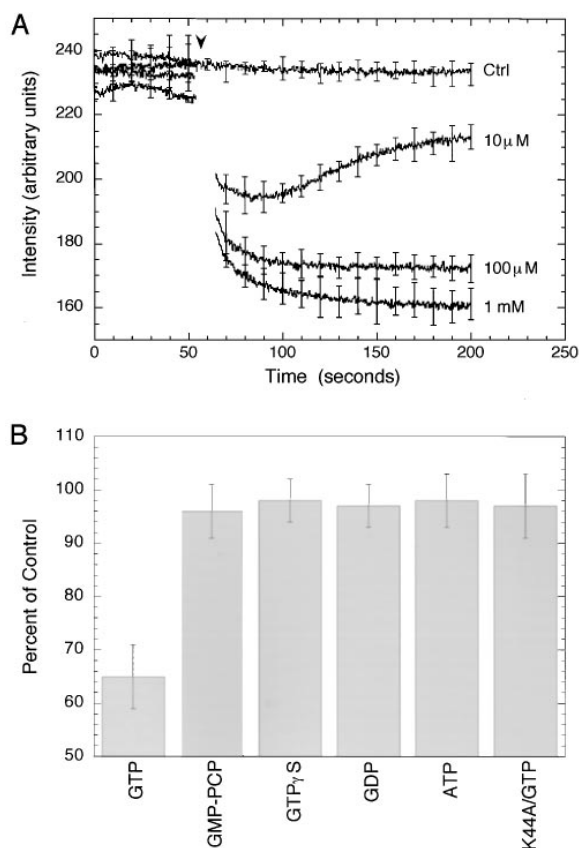 A
Intensity (arbitrary units)
240
220
200
180
160
Ctrl
10μM
100μM
1 mM
0 50 100 150 200 250
Time (seconds)
B
Percent of Control
110
100
90
80
70
60
50
GTP
GMP-PCP
GTPγS
GDP
ATP
K44A/GTP